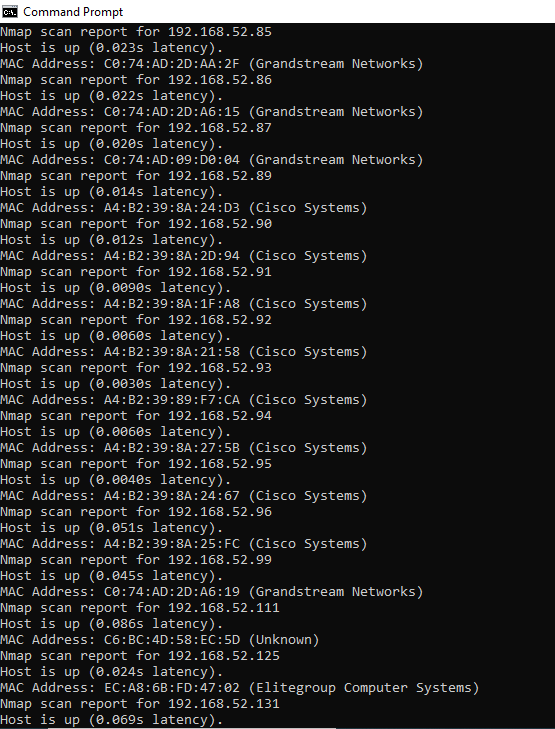 Command Prompt
Nmap scan report for 192.168.52.85
Host is up (0.023s latency).
MAC Address: C0:74:AD:2D:AA:2F (Grandstream Networks)
Nmap scan report for 192.168.52.86
Host is up (0.022s latency).
MAC Address: C0:74:AD:2D:A6:15 (Grandstream Networks)
Nmap scan report for 192.168.52.87
Host is up (0.020s latency).
MAC Address: C0:74:AD:09:D0:04 (Grandstream Networks)
Nmap scan report for 192.168.52.89
Host is up (0.014s latency).
MAC Address: A4:B2:39:8A:24:D3 (Cisco Systems)
Nmap scan report for 192.168.52.90
Host is up (0.012s latency).
MAC Address: A4:B2:39:8A:2D:94 (Cisco Systems)
Nmap scan report for 192.168.52.91
Host is up (0.0090s latency).
MAC Address: A4:B2:39:8A:1F:A8 (Cisco Systems)
Nmap scan report for 192.168.52.92
Host is up (0.0060s latency).
MAC Address: A4:B2:39:8A:21:58 (Cisco Systems)
Nmap scan report for 192.168.52.93
Host is up (0.0030s latency).
MAC Address: A4:B2:39:89:F7:CA (Cisco Systems)
Nmap scan report for 192.168.52.94
Host is up (0.0060s latency).
MAC Address: A4:B2:39:8A:27:5B (Cisco Systems)
Nmap scan report for 192.168.52.95
Host is up (0.0040s latency).
MAC Address: A4:B2:39:8A:24:67 (Cisco Systems)
Nmap scan report for 192.168.52.96
Host is up (0.051s latency).
MAC Address: A4:B2:39:8A:25:FC (Cisco Systems)
Nmap scan report for 192.168.52.99
Host is up (0.045s latency).
MAC Address: C0:74:AD:2D:A6:19 (Grandstream Networks)
Nmap scan report for 192.168.52.111
Host is up (0.086s latency).
MAC Address: C6:BC:4D:58:EC:5D (Unknown)
Nmap scan report for 192.168.52.125
Host is up (0.024s latency).
MAC Address: EC:A8:6B:FD:47:02 (Elitegroup Computer Systems)
Nmap scan report for 192.168.52.131
Host is up (0.069s latency).